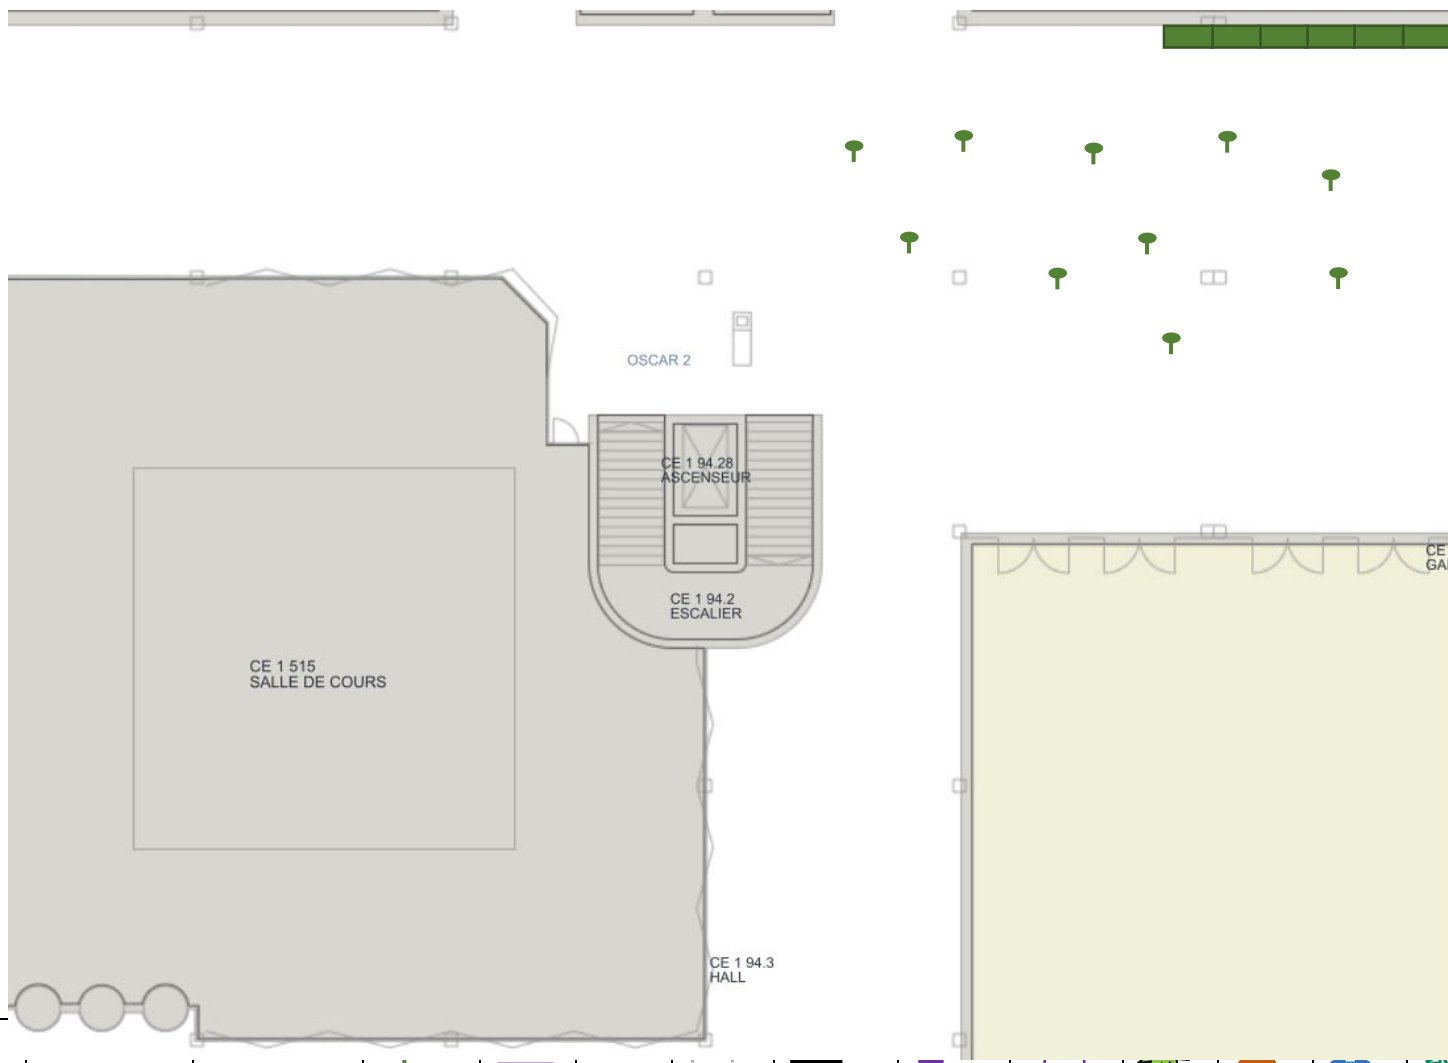 OSCAR 2
CE 1 94.28
ASCENSEUR
CE
CE 1 94.2
ESCALIER
CE 1 515
SALLE DE COURS
CE 1 94.3
HALL